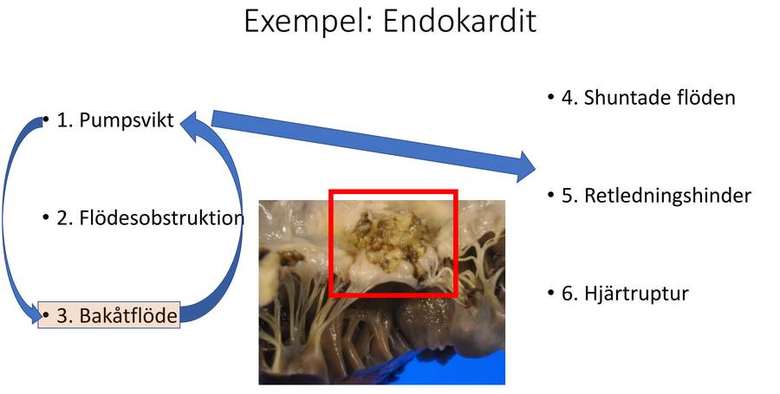 Exempel: Endokardit
• 1. Pumpsvikt
• 2. Flödesobstruktion
• 3. Bakåtflöde
• 4. Shuntade flöden
• 5. Retledningshinder
• 6. Hjärtruptur